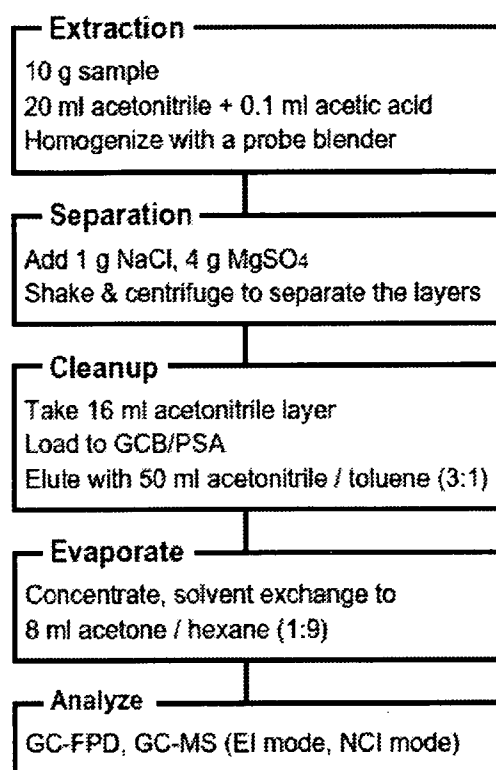 Extraction
10 g sample
20 ml acetonitrile + 0.1 ml acetic acid
Homogenize with a probe blender
Separation
Add 1 g NaCl, 4 g MgSO4
Shake & centrifuge to separate the layers
Cleanup
Take 16 ml acetonitrile layer
Load to GCB/PSA
Elute with 50 ml acetonitrile / toluene (3:1)
Evaporate
Concentrate, solvent exchange to
8 ml acetone / hexane (1:9)
Analyze
GC-FPD, GC-MS (EI mode, NCI mode)